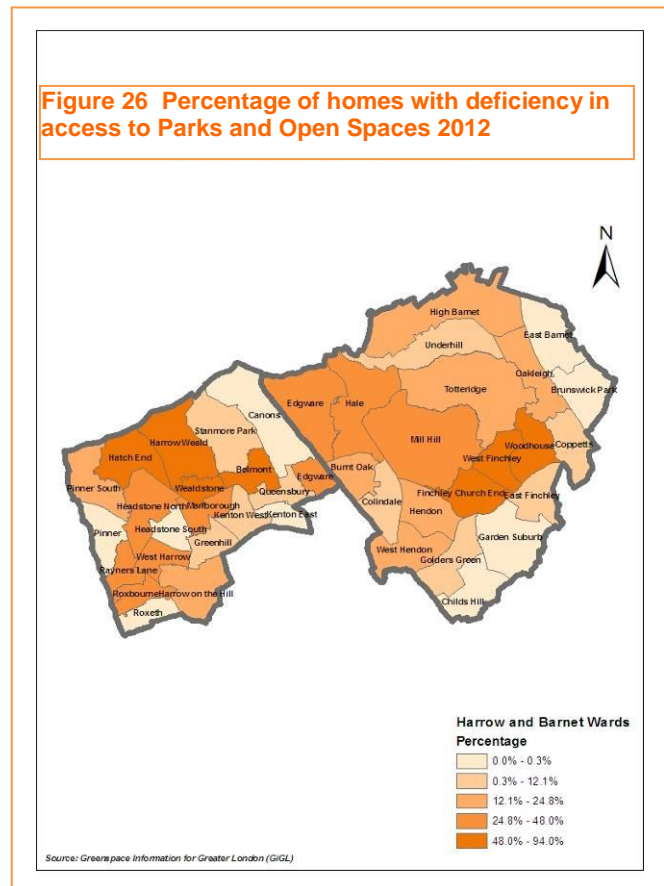 Figure 26  Percentage of homes with deficiency in
access to Parks and Open Spaces 2012
N
High Barnet
East Barnet
Underhill
Oakleigh
Totteridge
Brunswick Park
Edgware
Hale
Canons
Stanmore Park
Harrow Weald
Mill Hill
Woodhouse
Coppetts
West Finchley
Hatch End
Belmont
Burnt Oak
Edgware
Pinner South
Wealdstone
Queensbury
Colindale
Finchley Church End
East Finchley
Headstone North
Marlborough
Kenton West
Kenton East
Hendon
Pinner
Headstone South
Greenhill
Garden Suburb
West Harrow
West Hendon
Golders Green
Rayners Lane
Roxbourne
Harrow on the Hill
Childs Hill
Roxeth
Harrow and Barnet Wards
Percentage
0.0% - 0.3%
0.3% - 12.1%
12.1% - 24.8%
24.8% - 48.0%
48.0% - 94.0%
Source: Greenspace Information for Greater London (GiGL)